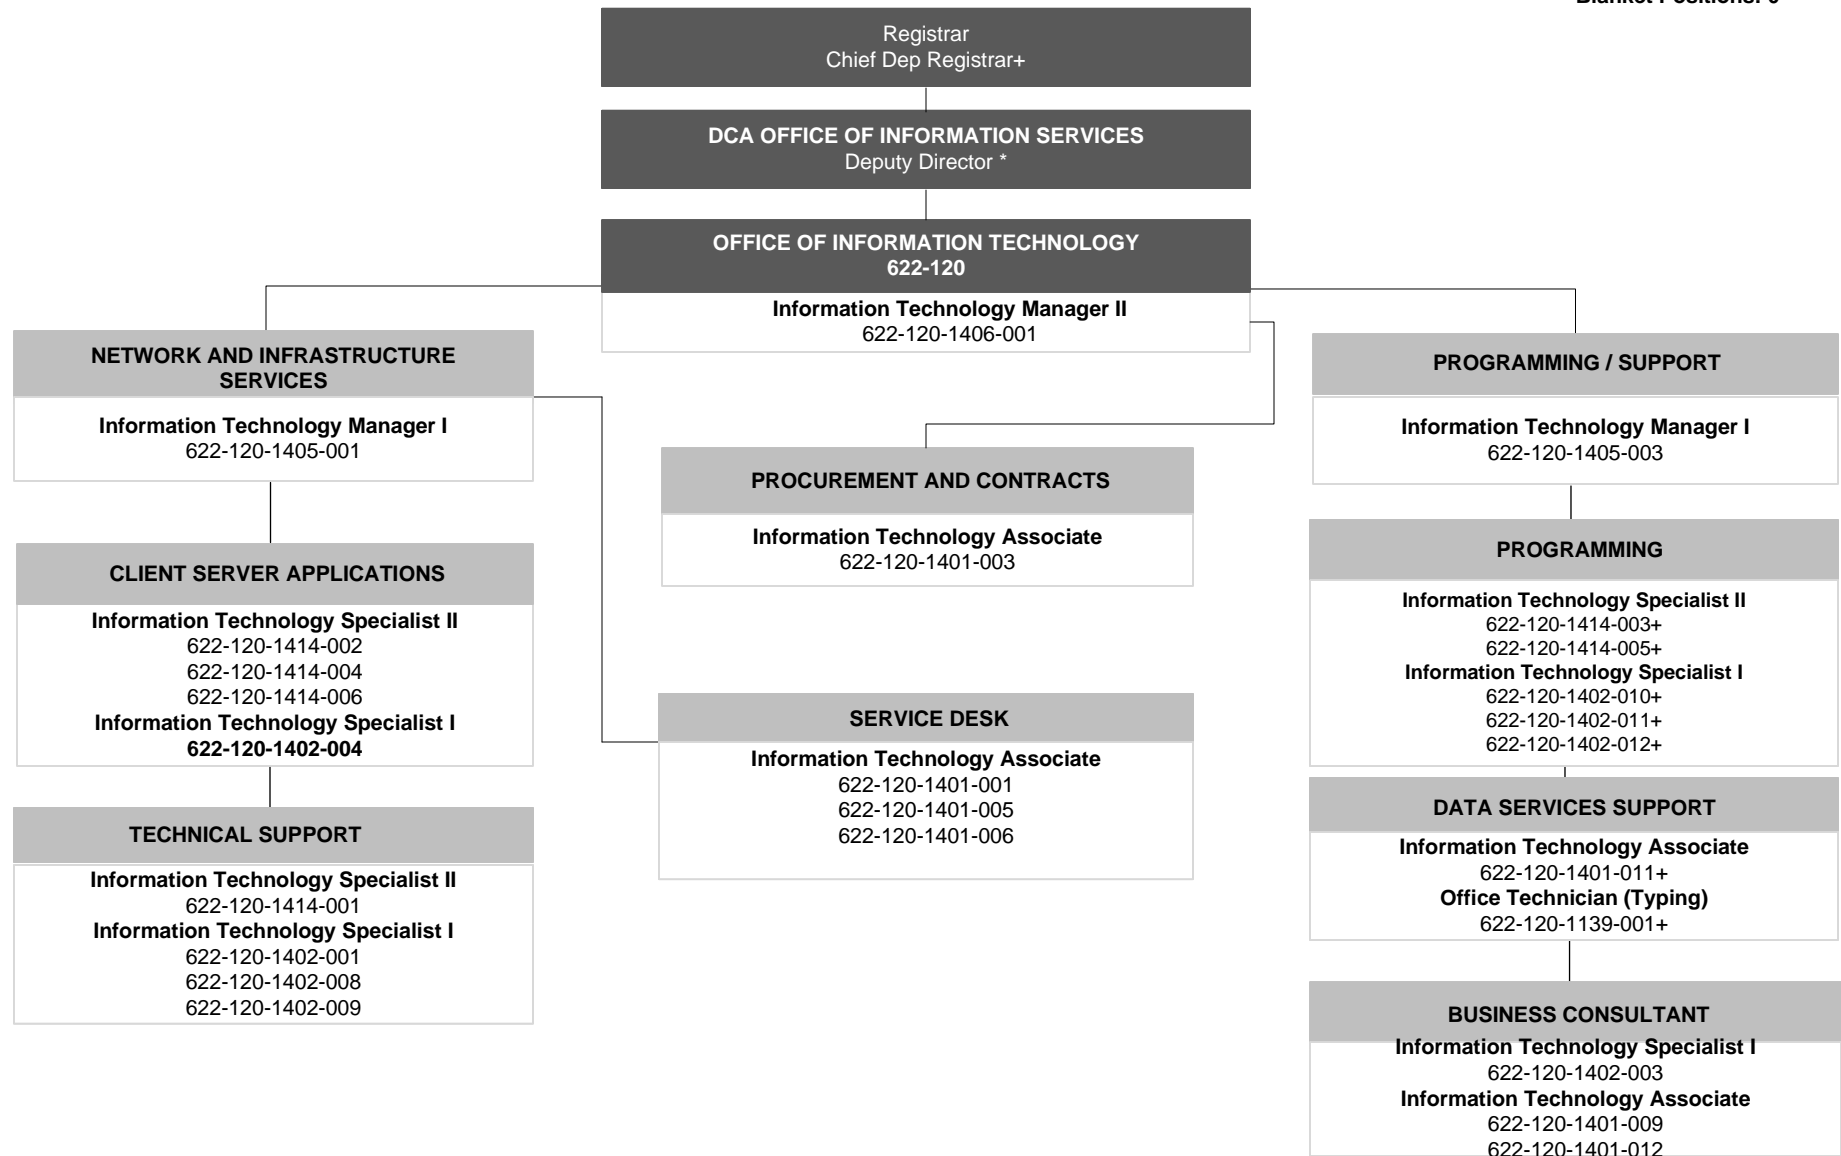 Registrar
Chief Dep Registrar+
DCA OFFICE OF INFORMATION SERVICES
Deputy Director *
OFFICE OF INFORMATION TECHNOLOGY
622-120
Information Technology Manager II
622-120-1406-001
NETWORK AND INFRASTRUCTURE
SERVICES
Information Technology Manager I
622-120-1405-001
CLIENT SERVER APPLICATIONS
Information Technology Specialist II
622-120-1414-002
622-120-1414-004
622-120-1414-006
Information Technology Specialist I
622-120-1402-004
TECHNICAL SUPPORT
Information Technology Specialist II
622-120-1414-001
Information Technology Specialist I
622-120-1402-001
622-120-1402-008
622-120-1402-009
PROCUREMENT AND CONTRACTS
Information Technology Associate
622-120-1401-003
SERVICE DESK
Information Technology Associate
622-120-1401-001
622-120-1401-005
622-120-1401-006
PROGRAMMING / SUPPORT
Information Technology Manager I
622-120-1405-003
PROGRAMMING
Information Technology Specialist II
622-120-1414-003+
622-120-1414-005+
Information Technology Specialist I
622-120-1402-010+
622-120-1402-011+
622-120-1402-012+
DATA SERVICES SUPPORT
Information Technology Associate
622-120-1401-011+
Office Technician (Typing)
622-120-1139-001+
BUSINESS CONSULTANT
Information Technology Specialist I
622-120-1402-003
Information Technology Associate
622-120-1401-009
622-120-1401-012